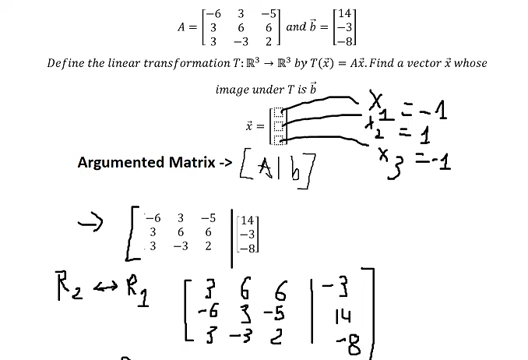 A = [−6 3 −5 and b⃗ = [14
3 6 6 −3
3 −3 2] −8]
Define the linear transformation T: ℝ³ → ℝ³ by T(x⃗) = Ax⃗. Find a vector x⃗ whose
image under T is b⃗
x⃗ = [ ] x₁ = −1
x₂ = 1
x₃ = −1
Argumented Matrix -> [A|b]
→ [−6 3 −5 | [14
3 6 6 | −3
3 −3 2 | −8]
R₂ ↔ R₁ [3 6 6 | −3
−6 3 −5 | 14
3 −3 2 | −8]